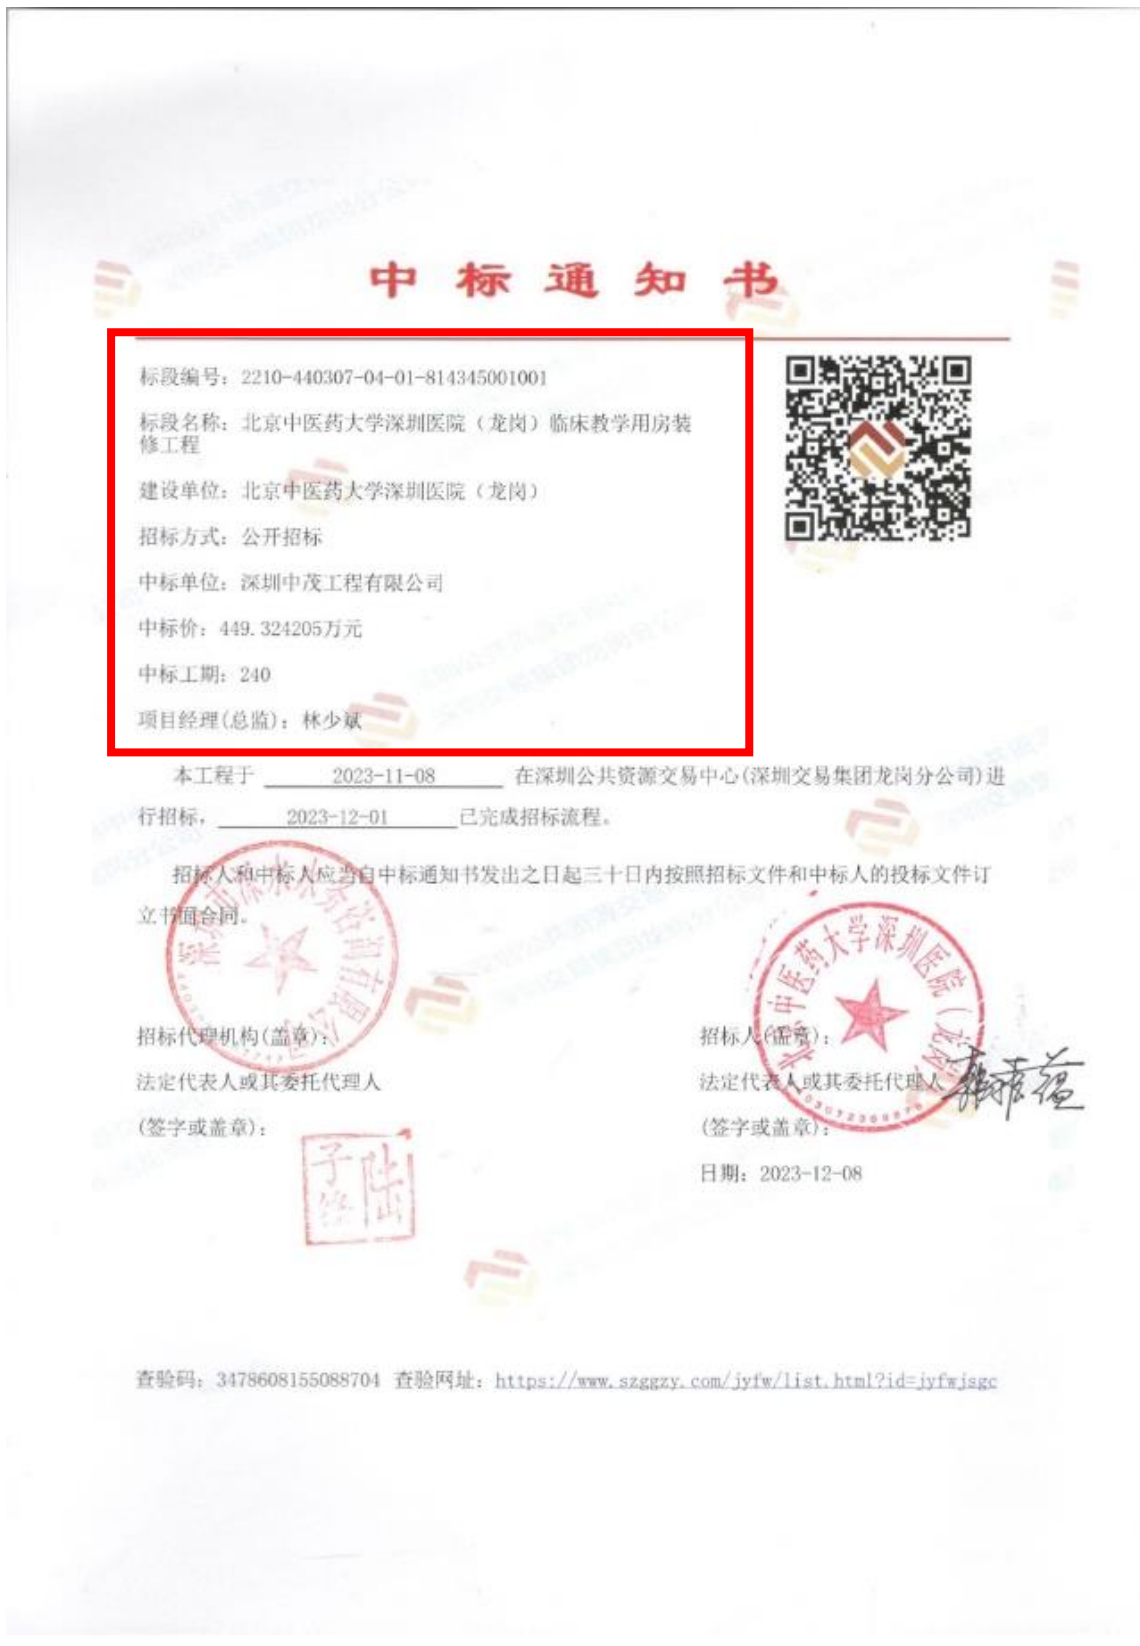 中标通知书
标段编号：2210-440307-04-01-814345001001
标段名称：北京中医药大学深圳医院（龙岗）临床教学用房装
修工程
建设单位：北京中医药大学深圳医院（龙岗）
招标方式：公开招标
中标单位：深圳中茂工程有限公司
中标价：449.324205万元
中标工期：240
项目经理(总监)：林少斌
本工程于 2023-11-08 在深圳公共资源交易中心(深圳交易集团龙岗分公司)进
行招标，2023-12-01 已完成招标流程。
招标人和中标人应当自中标通知书发出之日起三十日内按照招标文件和中标人的投标文件订
立书面合同。
招标代理机构(盖章)：
法定代表人或其委托代理人
(签字或盖章)：
招标人(盖章)：
法定代表人或其委托代理人
(签字或盖章)：
日期：2023-12-08
北京中医药大学深圳医院（龙岗）
查验码：3478608155088704 查验网址：https://www.szggzy.com/jyfw/list.html?id=jyfwjsgc